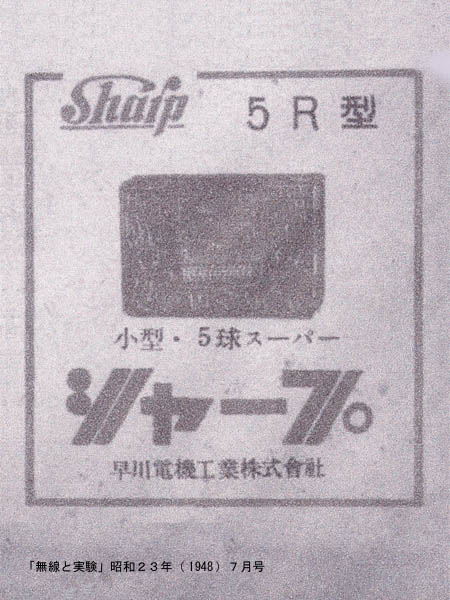 Sharp 5R型
小型・5球スーパー
シャープ
早川電機工業株式會社
「無線と実験」昭和23年(1948)7月号